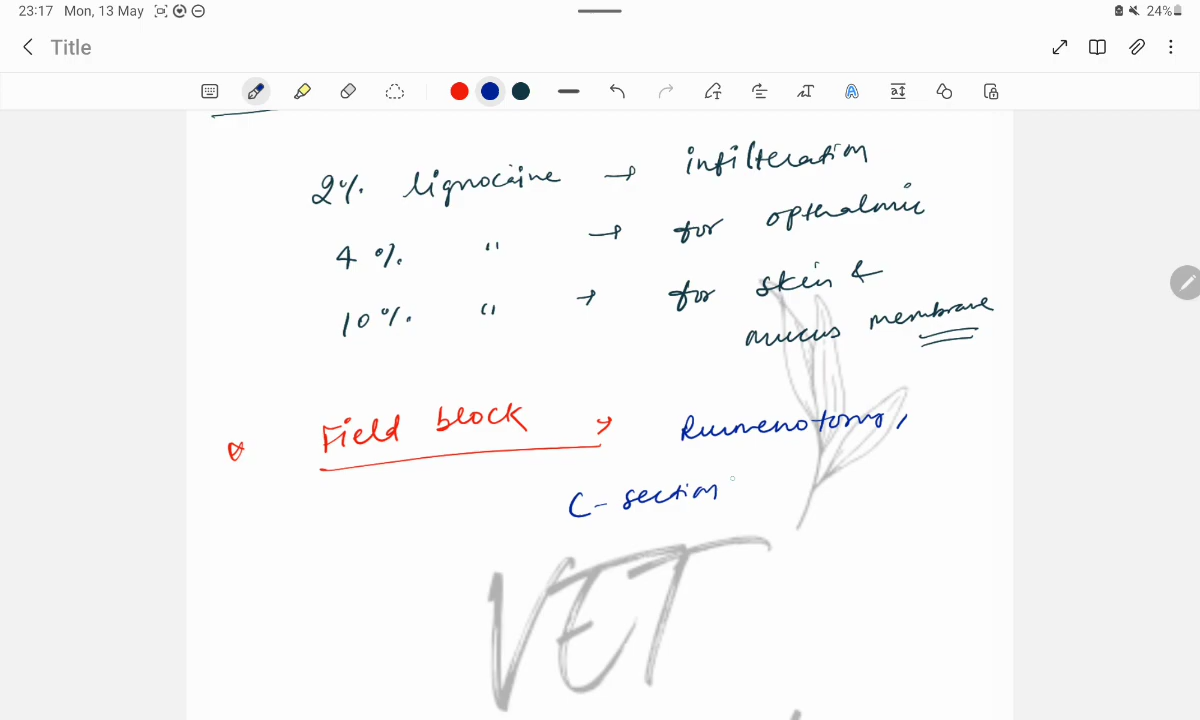 23:17 Mon, 13 May 24%
Title
2% lignocaine → infilteration
4 % " → for opthalmic
10% " → for skin &
mucus membrane
Field block → Rumenotomy,
C-section
VET